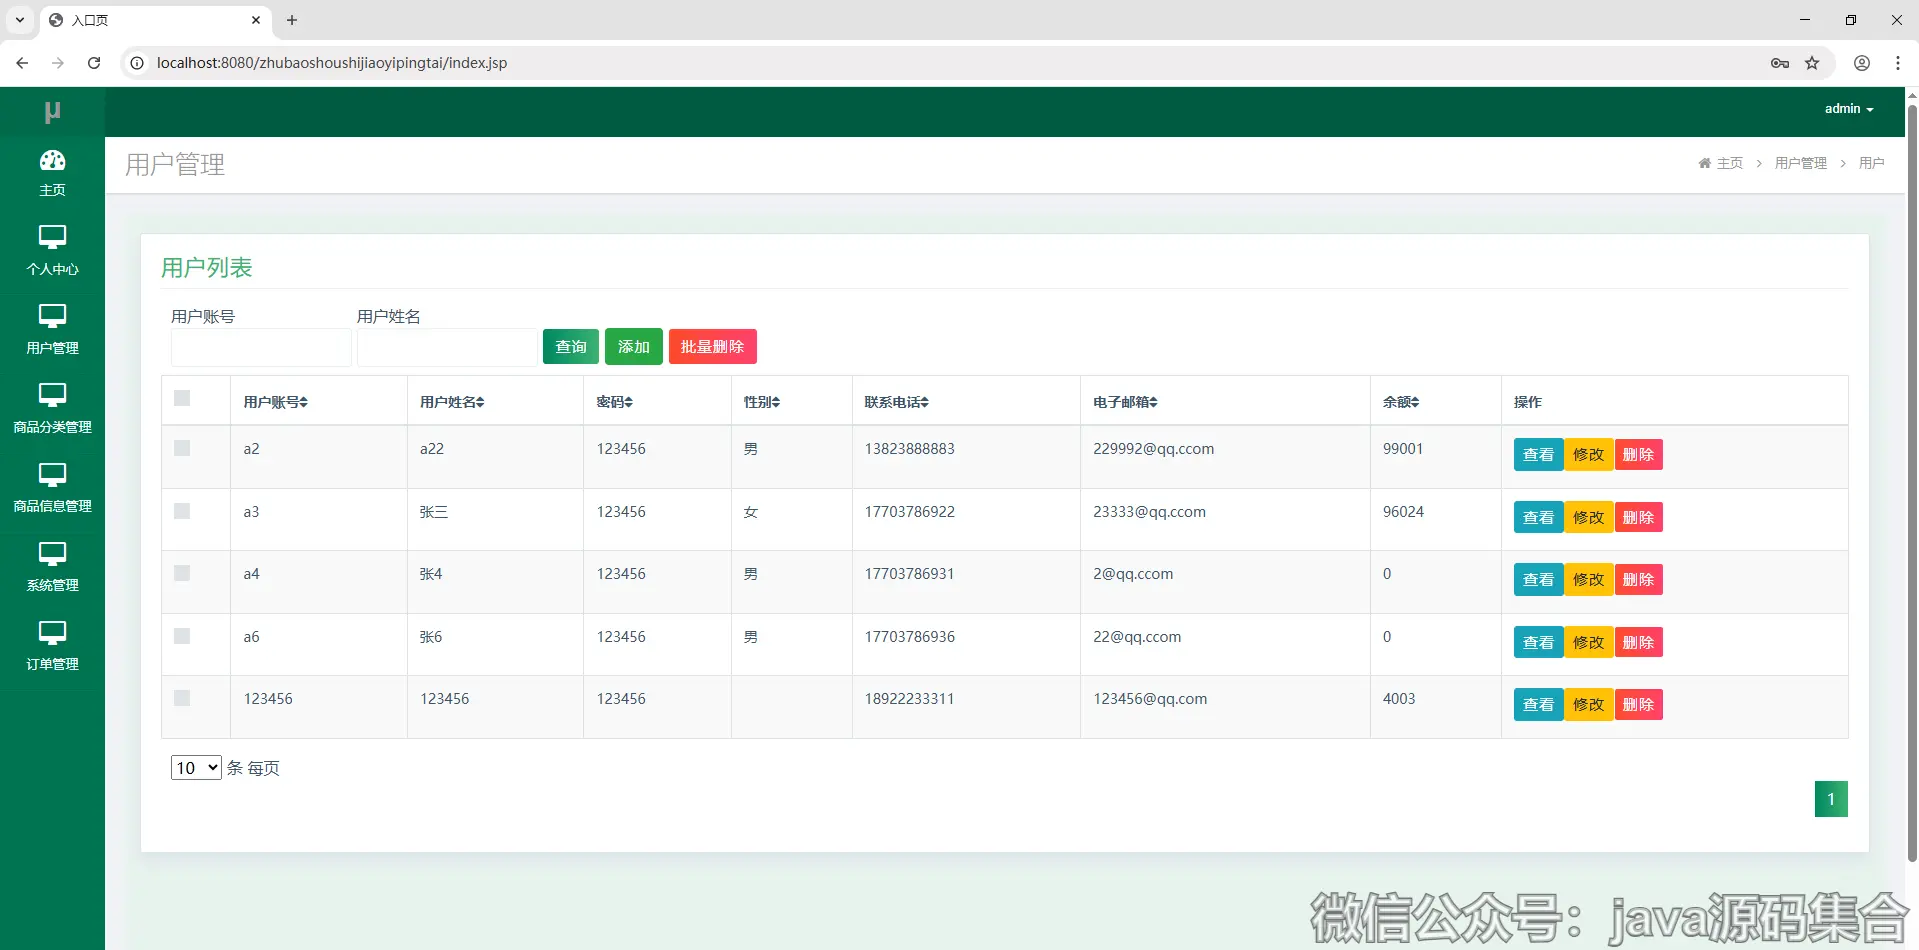 入口页
localhost:8080/zhubaoshoushijiaoyipingtai/index.jsp
μ
admin
主页
个人中心
用户管理
商品分类管理
商品信息管理
系统管理
订单管理
用户管理
主页 > 用户管理 > 用户
用户列表
用户账号 用户姓名
查询 添加 批量删除
用户账号 用户姓名 密码 性别 联系电话 电子邮箱 余额 操作
a2 a22 123456 男 13823888883 229992@qq.ccom 99001 查看 修改 删除
a3 张三 123456 女 17703786922 23333@qq.ccom 96024 查看 修改 删除
a4 张4 123456 男 17703786931 2@qq.ccom 0 查看 修改 删除
a6 张6 123456 男 17703786936 22@qq.ccom 0 查看 修改 删除
123456 123456 123456 18922233311 123456@qq.com 4003 查看 修改 删除
10 条 每页
1
微信公众号：java源码集合